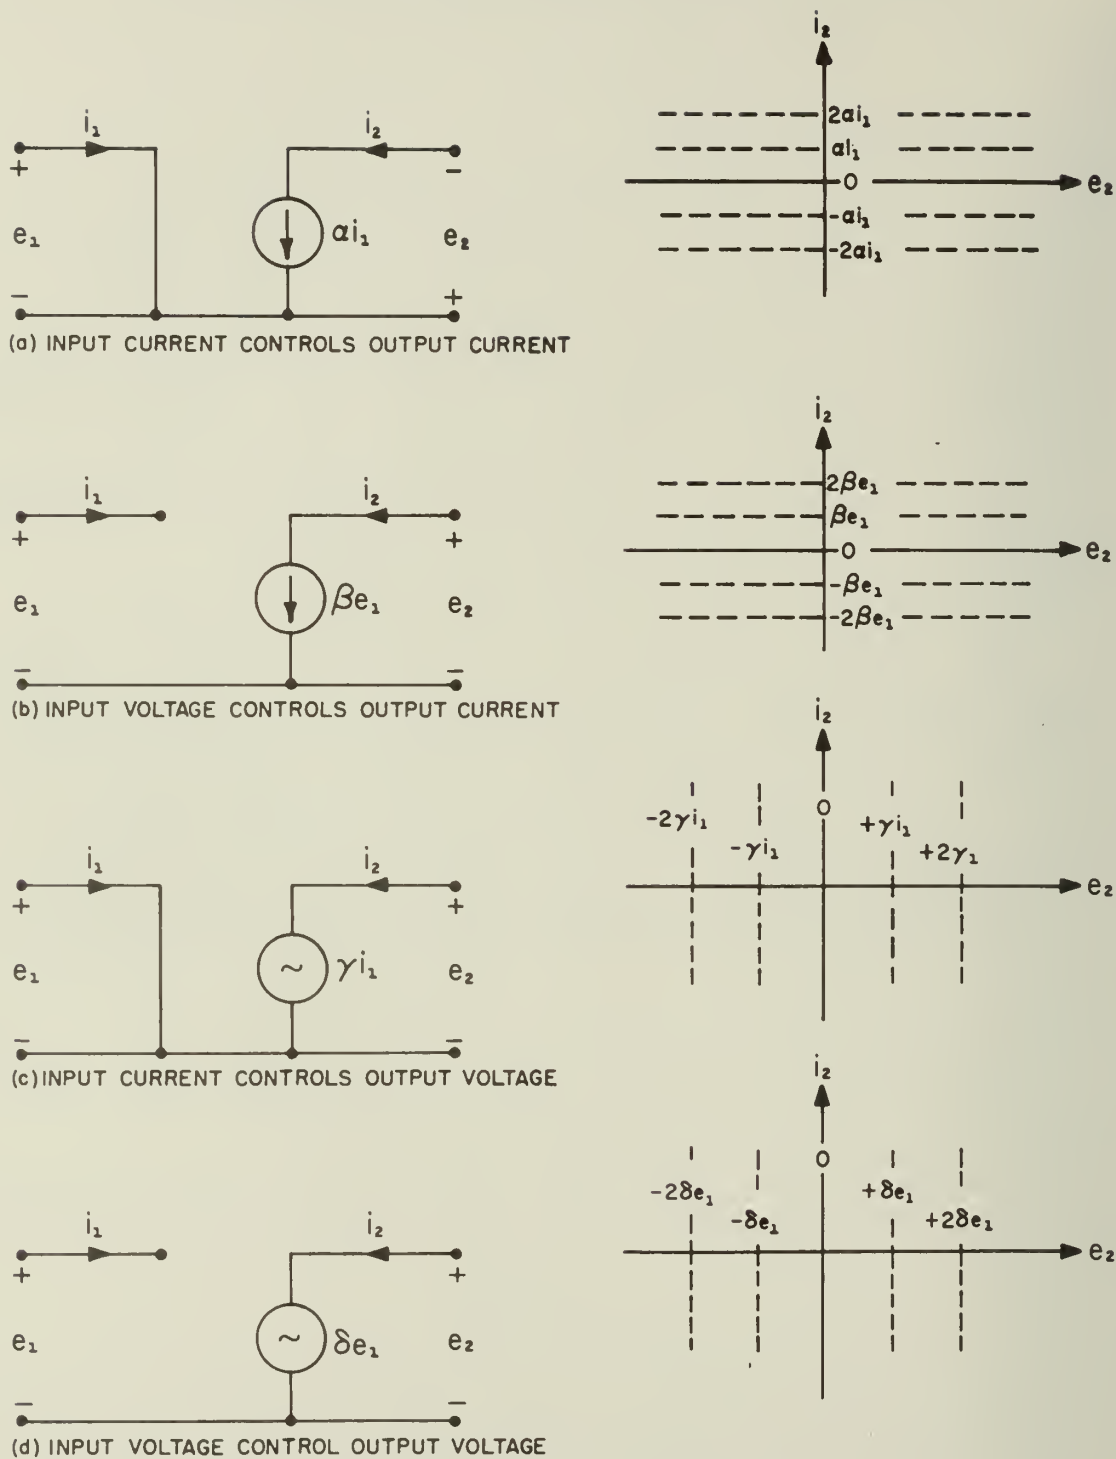 i₂
2αi₁
αi₁
0
e₂
-αi₁
-2αi₁
i₁
i₂
+
-
e₁
αi₁
e₂
-
+
(a) INPUT CURRENT CONTROLS OUTPUT CURRENT
i₂
2βe₁
βe₁
0
e₂
-βe₁
-2βe₁
i₁
i₂
+
+
e₁
βe₁
e₂
-
-
(b) INPUT VOLTAGE CONTROLS OUTPUT CURRENT
i₂
0
-2γi₁
-γi₁
+γi₁
+2γ₁
e₂
i₁
i₂
+
+
e₁
~
γi₁
e₂
-
-
(c) INPUT CURRENT CONTROLS OUTPUT VOLTAGE
i₂
0
-2δe₁
-δe₁
+δe₁
+2δe₁
e₂
i₁
i₂
+
+
e₁
~
δe₁
e₂
-
-
(d) INPUT VOLTAGE CONTROL OUTPUT VOLTAGE